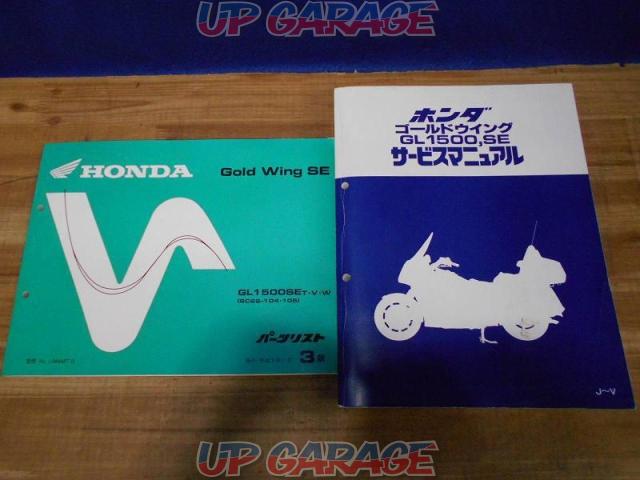 UP GARAGE
HONDA
Gold Wing SE
GL1500SET・V・W
パーツリスト
3版
ホンダ
ゴールドウイング
GL1500,SE
サービスマニュアル
J〜V
UP GARAGE